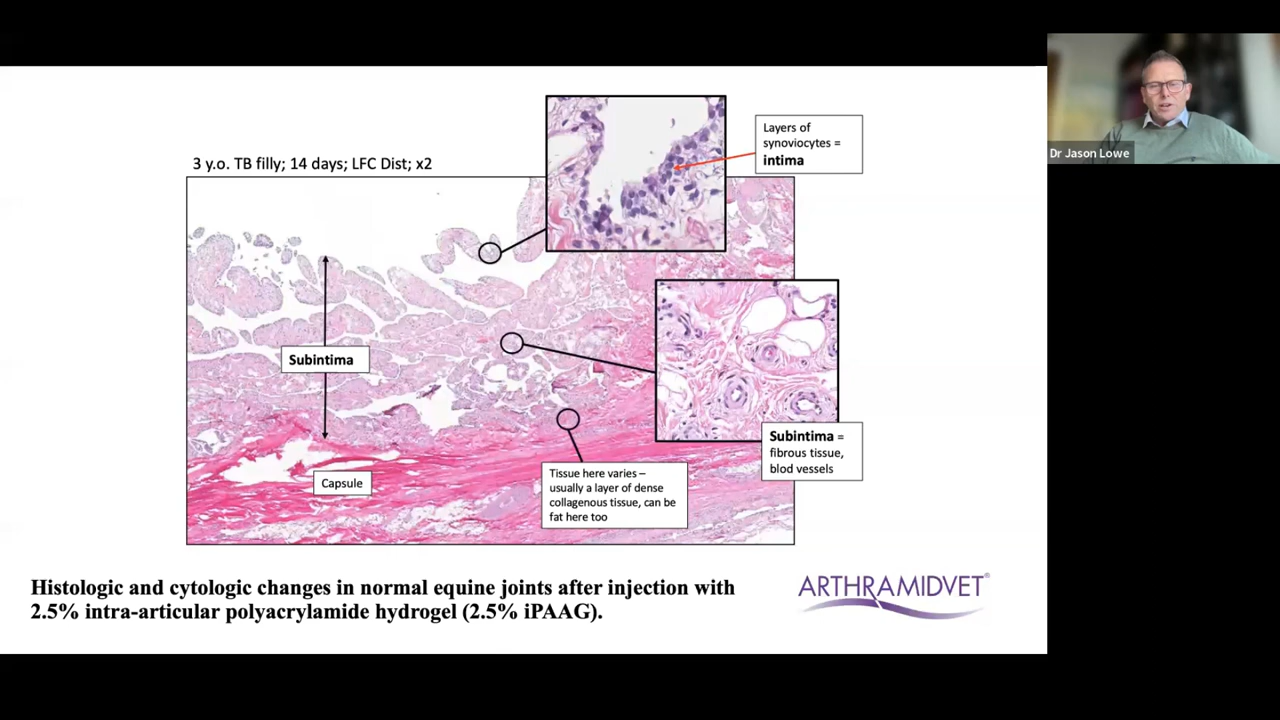 Dr Jason Lowe
3 y.o. TB filly; 14 days; LFC Dist; x2
Layers of
synoviocytes =
intima
Subintima
Subintima =
fibrous tissue,
blod vessels
Capsule
Tissue here varies –
usually a layer of dense
collagenous tissue, can be
fat here too
Histologic and cytologic changes in normal equine joints after injection with
2.5% intra-articular polyacrylamide hydrogel (2.5% iPAAG).
ARTHRAMIDVET®